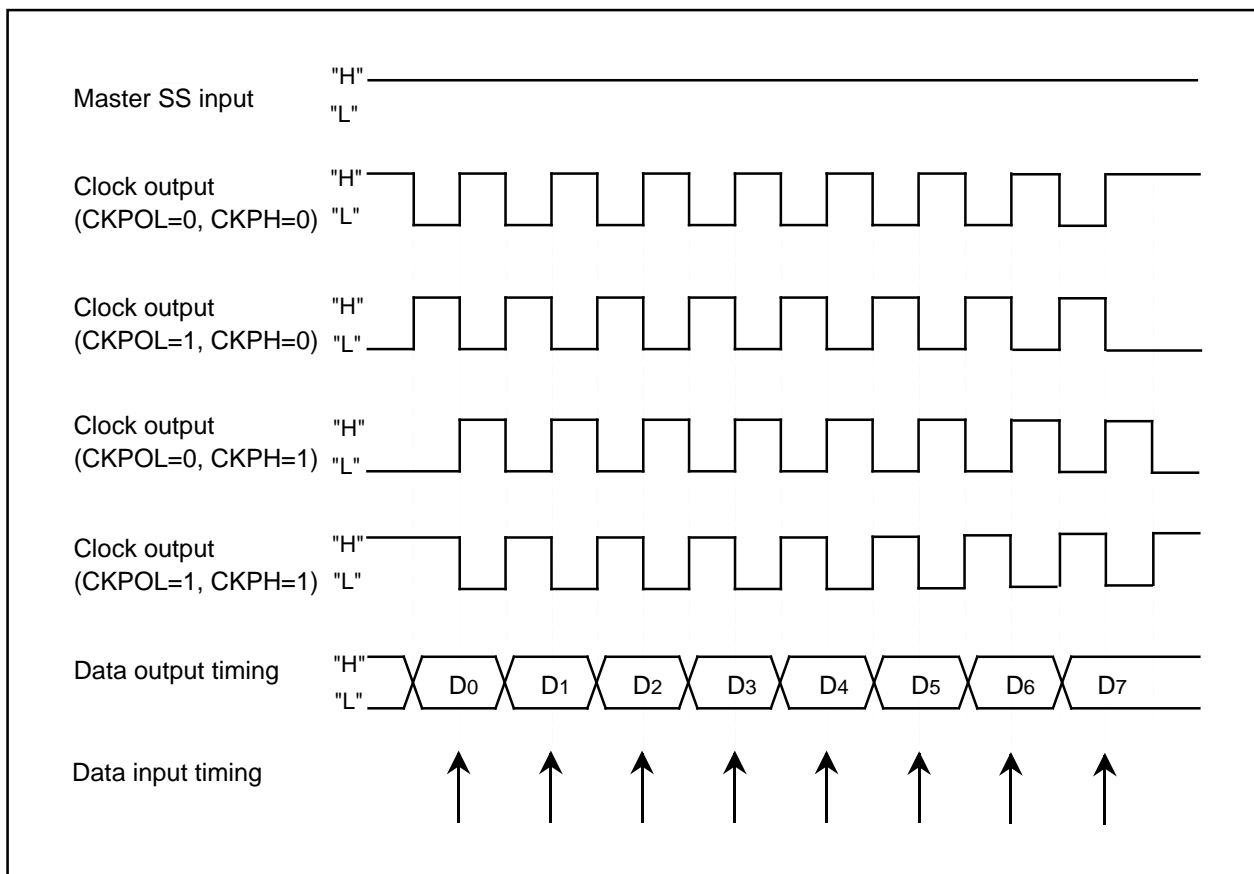 Master SS input
"H"
"L"
Clock output
(CKPOL=0, CKPH=0)
"H"
"L"
Clock output
(CKPOL=1, CKPH=0)
"H"
"L"
Clock output
(CKPOL=0, CKPH=1)
"H"
"L"
Clock output
(CKPOL=1, CKPH=1)
"H"
"L"
Data output timing
"H"
"L"
D0 D1 D2 D3 D4 D5 D6 D7
Data input timing